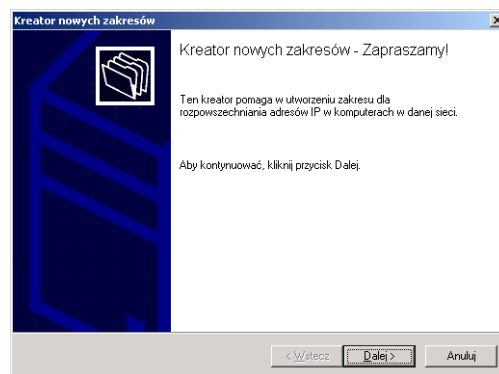 Kreator nowych zakresów
Kreator nowych zakresów - Zapraszamy!
Ten kreator pomaga w utworzeniu zakresu dla
rozpowszechniania adresów IP w komputerach w danej sieci.
Aby kontynuować, kliknij przycisk Dalej.
< Wstecz Dalej > Anuluj